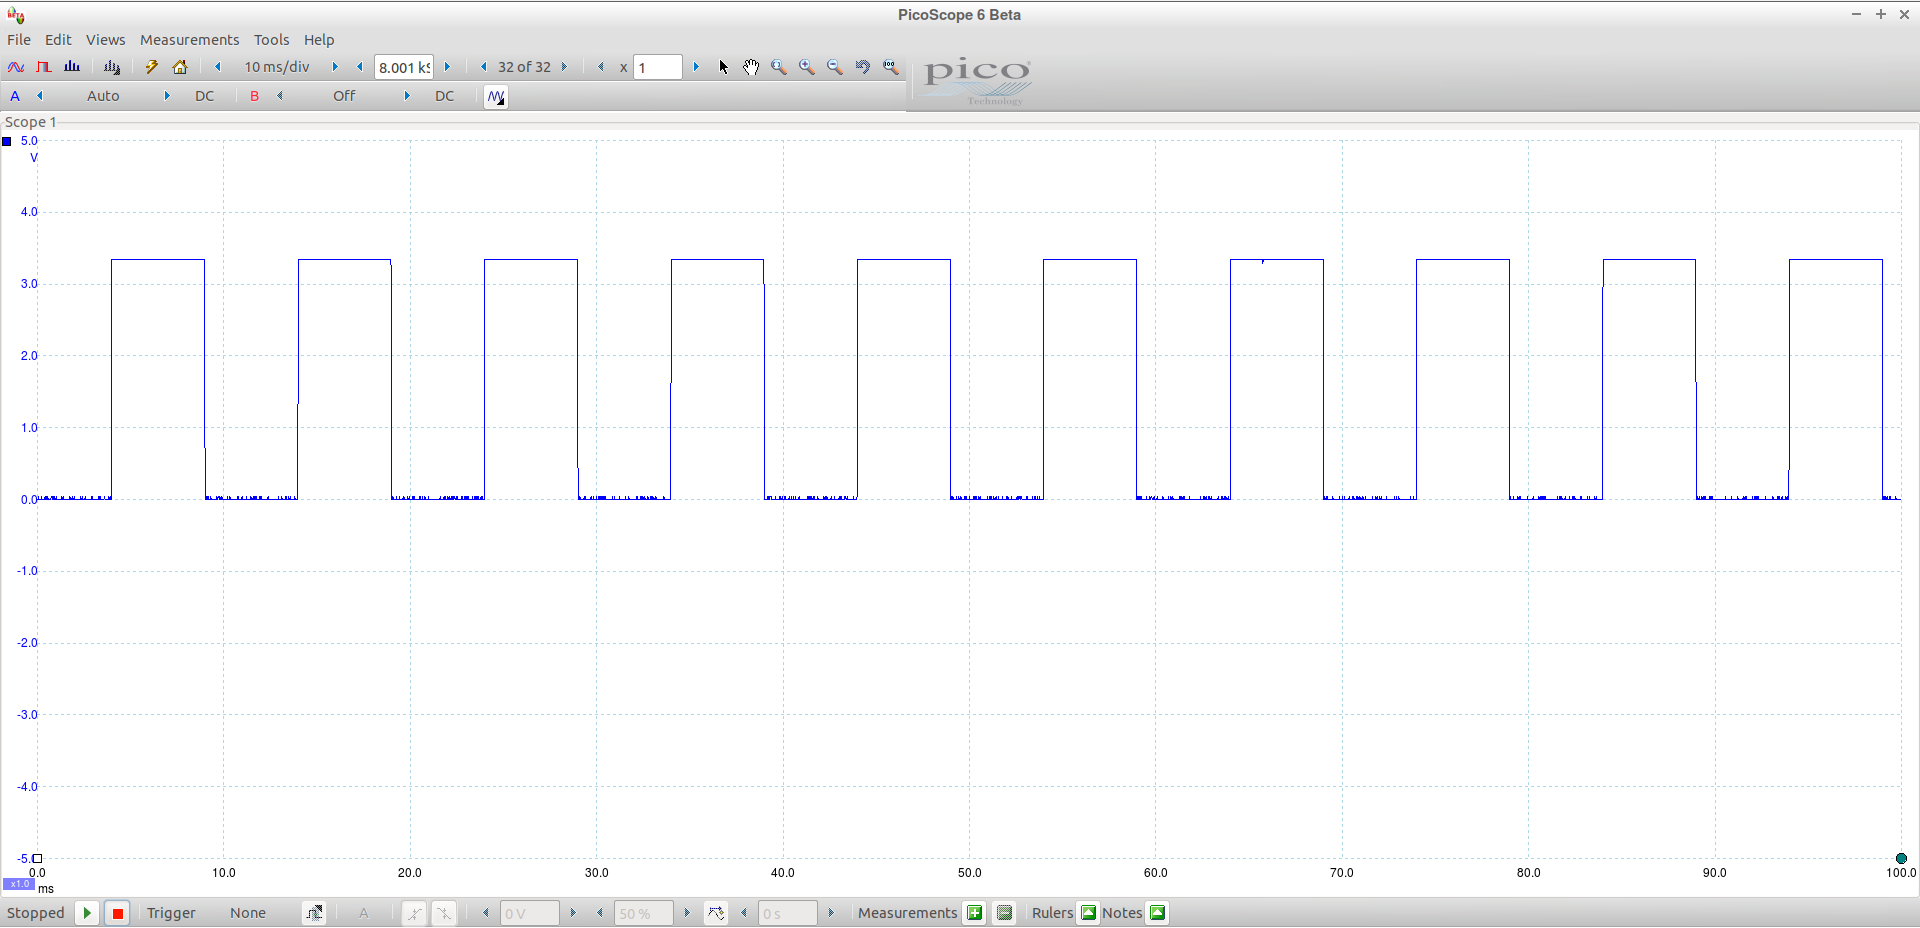 PicoScope 6 Beta
File Edit Views Measurements Tools Help
10 ms/div 8.001 kS 32 of 32 x 1
pico
Technology
A Auto DC B Off DC
Scope 1
5.0
V
4.0
3.0
2.0
1.0
0.0
-1.0
-2.0
-3.0
-4.0
-5.0
0.0 10.0 20.0 30.0 40.0 50.0 60.0 70.0 80.0 90.0 100.0
x1.0 ms
Stopped Trigger None A 0 V 50 % 0 s Measurements Rulers Notes